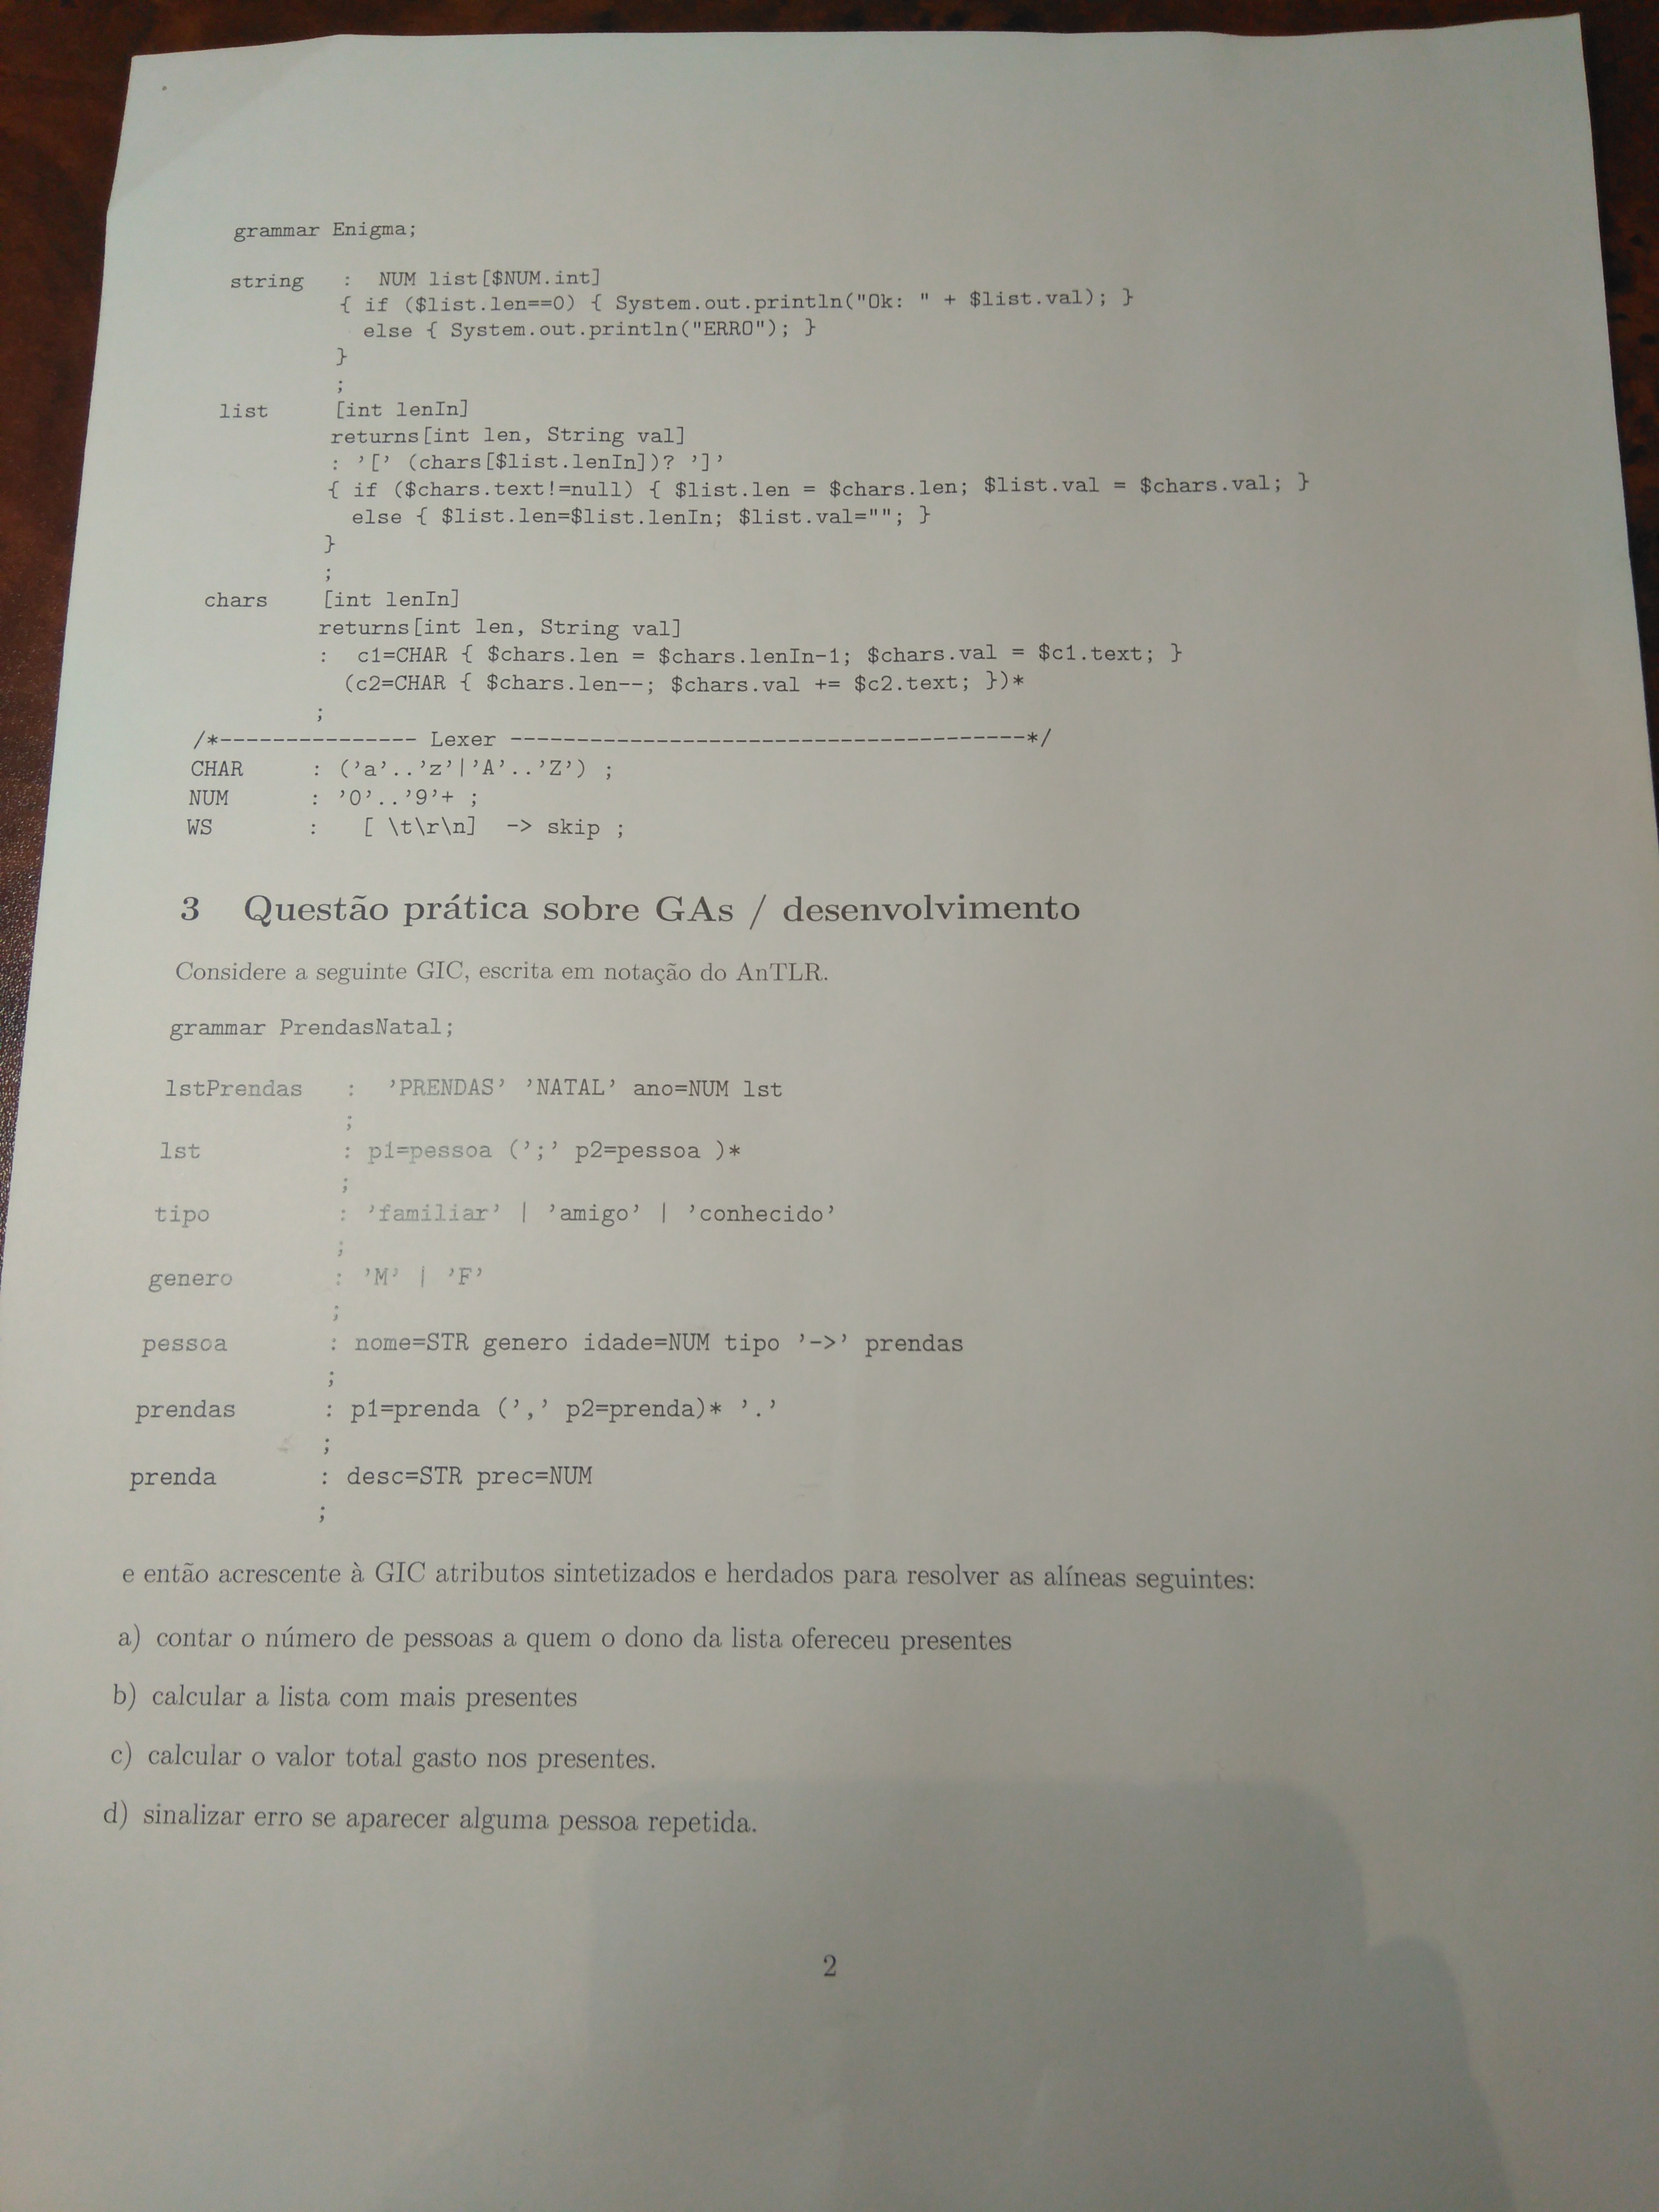 grammar Enigma;
string : NUM list[$NUM.int]
{ if ($list.len==0) { System.out.println("Ok: " + $list.val); }
else { System.out.println("ERRO"); }
}
;
list [int lenIn]
returns[int len, String val]
: '[' (chars[$list.lenIn])? ']'
{ if ($chars.text!=null) { $list.len = $chars.len; $list.val = $chars.val; }
else { $list.len=$list.lenIn; $list.val=""; }
}
;
chars [int lenIn]
returns[int len, String val]
: c1=CHAR { $chars.len = $chars.lenIn-1; $chars.val = $c1.text; }
(c2=CHAR { $chars.len--; $chars.val += $c2.text; })*
;
/*--------------- Lexer ---------------------------------------*/
CHAR : ('a'..'z'|'A'..'Z') ;
NUM : '0'..'9'+ ;
WS : [ \t\r\n] -> skip ;
3 Questão prática sobre GAs / desenvolvimento
Considere a seguinte GIC, escrita em notação do AnTLR.
grammar PrendasNatal;
lstPrendas : 'PRENDAS' 'NATAL' ano=NUM lst
;
lst : p1=pessoa (';' p2=pessoa )*
;
tipo : 'familiar' | 'amigo' | 'conhecido'
;
genero : 'M' | 'F'
;
pessoa : nome=STR genero idade=NUM tipo '->' prendas
;
prendas : p1=prenda (',' p2=prenda)* '.'
;
prenda : desc=STR prec=NUM
;
e então acrescente à GIC atributos sintetizados e herdados para resolver as alíneas seguintes:
a) contar o número de pessoas a quem o dono da lista ofereceu presentes
b) calcular a lista com mais presentes
c) calcular o valor total gasto nos presentes.
d) sinalizar erro se aparecer alguma pessoa repetida.
2